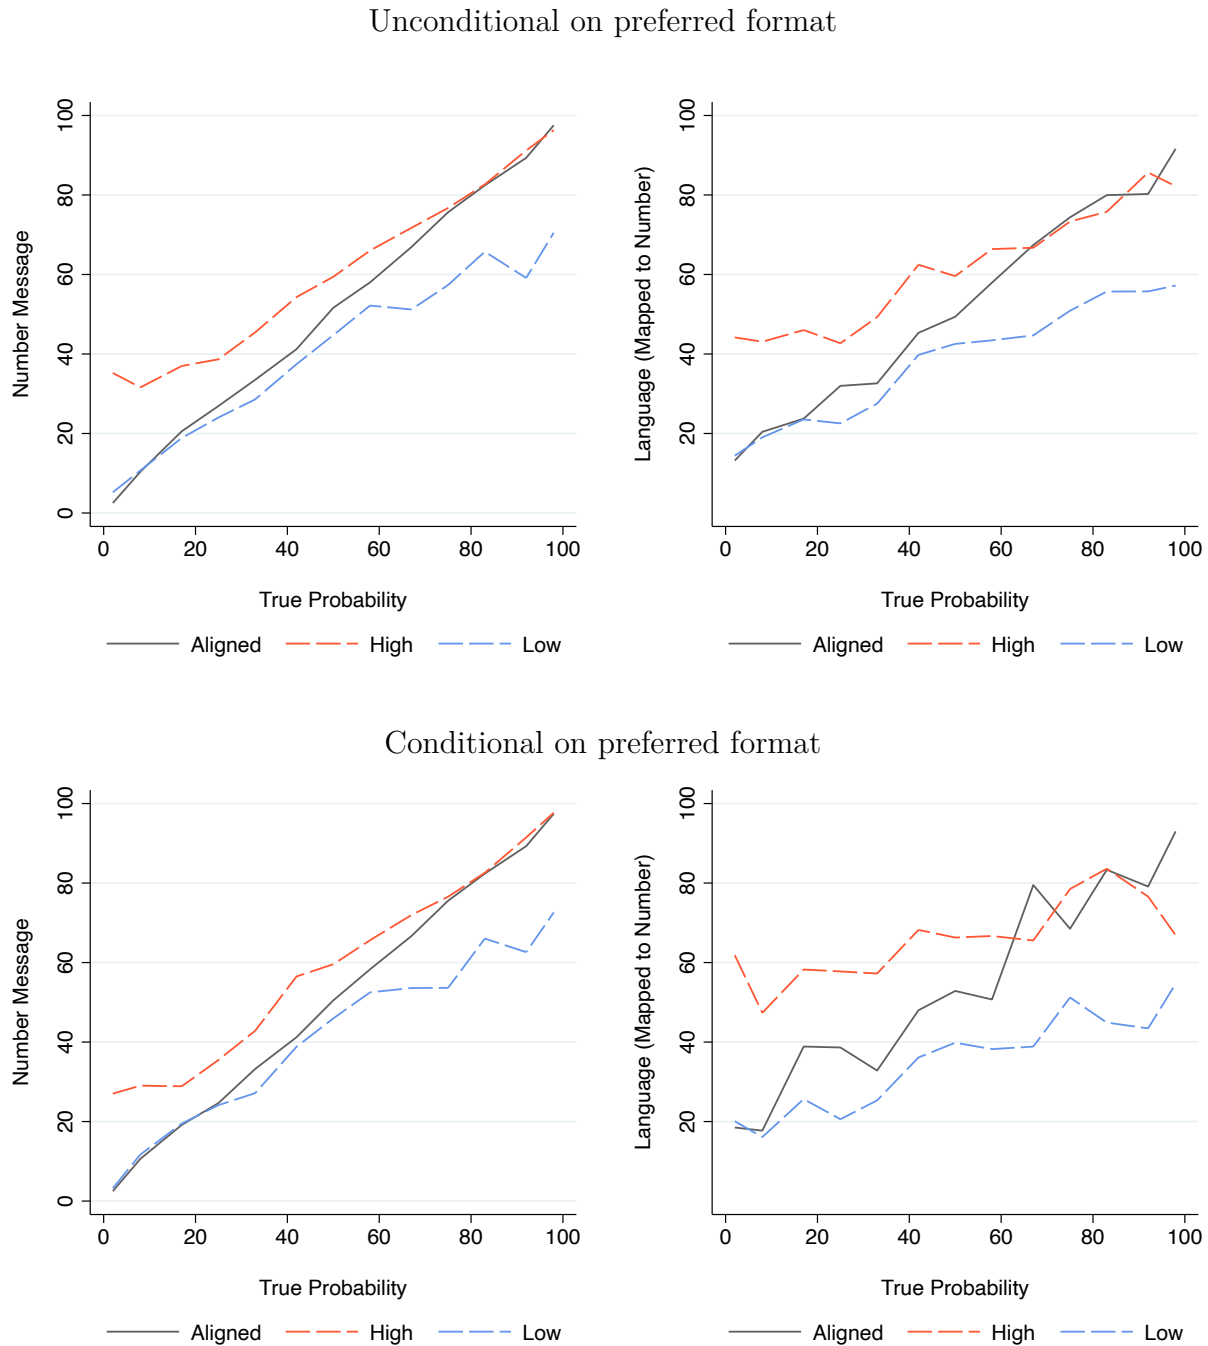 Unconditional on preferred format
Number Message
0
20
40
60
80
100
0 20 40 60 80 100
True Probability
Aligned High Low
Language (Mapped to Number)
20
40
60
80
100
0 20 40 60 80 100
True Probability
Aligned High Low
Conditional on preferred format
Number Message
0
20
40
60
80
100
0 20 40 60 80 100
True Probability
Aligned High Low
Language (Mapped to Number)
20
40
60
80
100
0 20 40 60 80 100
True Probability
Aligned High Low